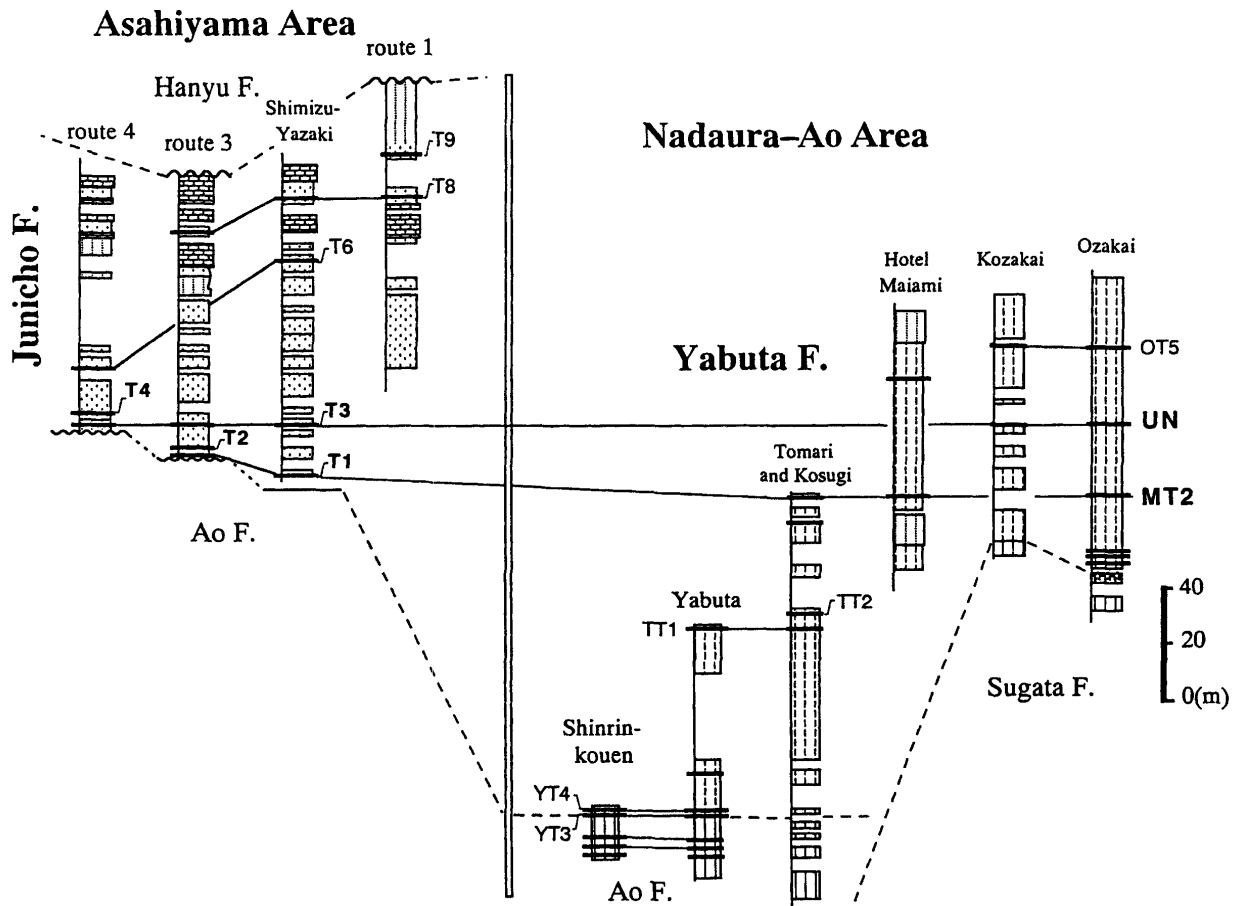 Asahiyama Area
route 1
Hanyu F.
Shimizu-
Yazaki
route 4
route 3
T9
T8
T6
Junicho F.
T4
T2
T3
T1
Ao F.
Nadaura–Ao Area
Hotel
Maiami
Kozakai
Ozakai
Yabuta F.
OT5
UN
Tomari
and Kosugi
MT2
Yabuta
TT1
TT2
40
20
0(m)
Sugata F.
Shinrin-
kouen
YT4
YT3
Ao F.